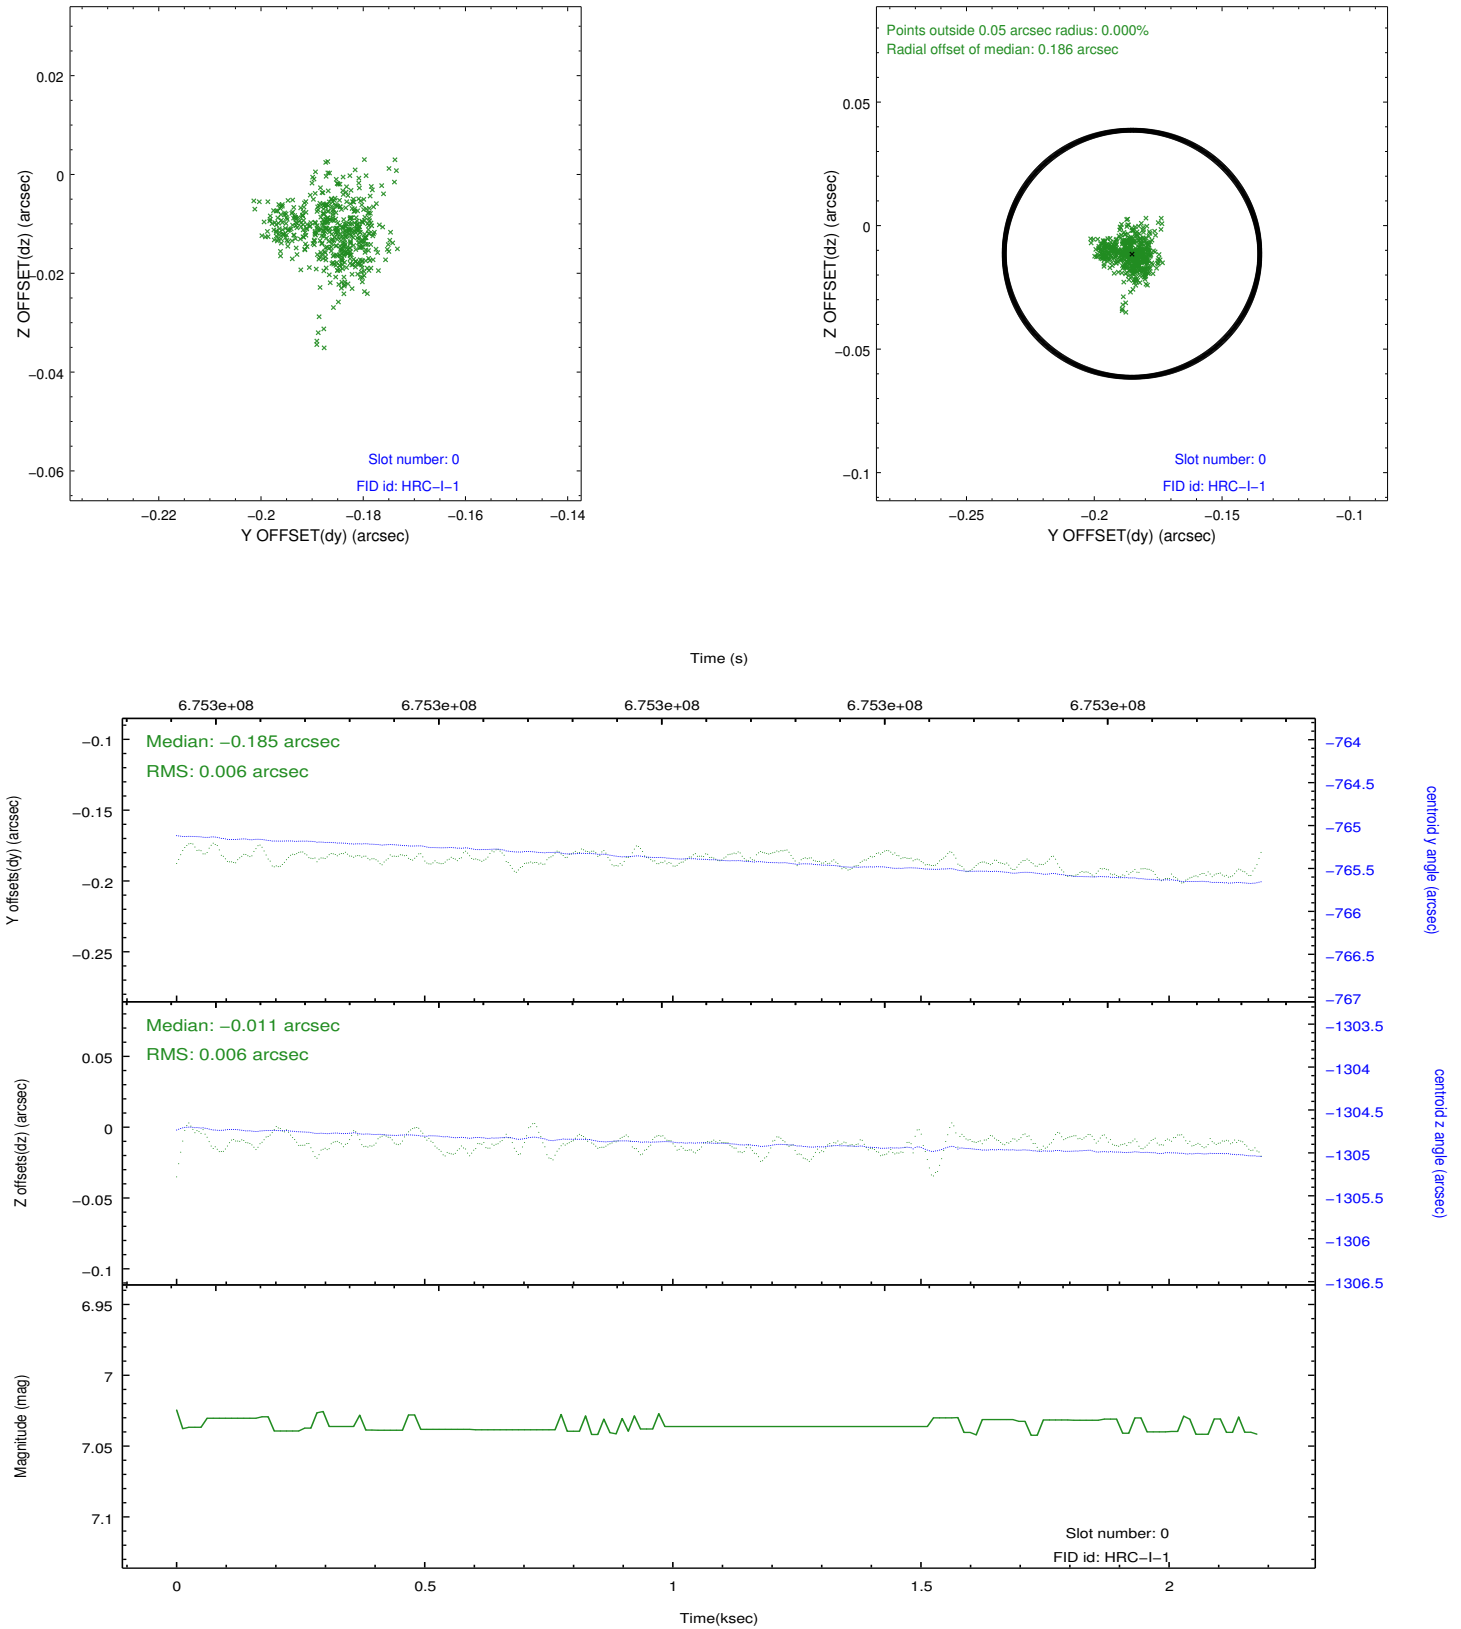 0.02
0
−0.02
−0.04
−0.06
Z OFFSET(dz) (arcsec)
Slot number: 0
FID id: HRC−I−1
−0.22
−0.2
−0.18
−0.16
−0.14
Y OFFSET(dy) (arcsec)
Points outside 0.05 arcsec radius: 0.000%
Radial offset of median: 0.186 arcsec
0.05
0
−0.05
−0.1
Z OFFSET(dz) (arcsec)
Slot number: 0
FID id: HRC−I−1
−0.25
−0.2
−0.15
−0.1
Y OFFSET(dy) (arcsec)
Time (s)
6.753e+08
6.753e+08
6.753e+08
6.753e+08
6.753e+08
Median: −0.185 arcsec
RMS: 0.006 arcsec
−0.1
−0.15
−0.2
−0.25
Y offsets(dy) (arcsec)
−764
−764.5
−765
−765.5
−766
−766.5
−767
centroid y angle (arcsec)
Median: −0.011 arcsec
RMS: 0.006 arcsec
0.05
0
−0.05
−0.1
Z offsets(dz) (arcsec)
−1303.5
−1304
−1304.5
−1305
−1305.5
−1306
−1306.5
centroid z angle (arcsec)
6.95
7
7.05
7.1
Magnitude (mag)
Slot number: 0
FID id: HRC−I−1
0
0.5
1
1.5
2
Time(ksec)